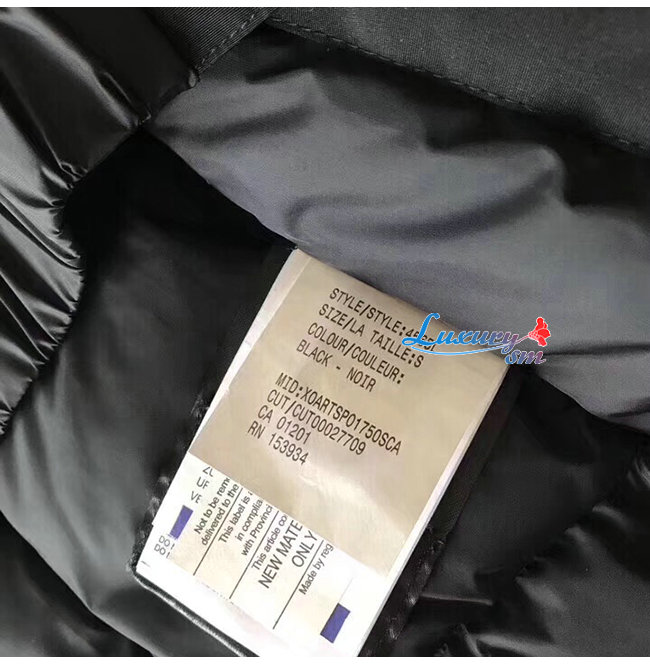 STYLE/STYLE:
SIZE/LA TAILLE:S
COLOUR/COULEUR:
BLACK - NOIR
MID:XOARTSPO1750SCA
CUT/CUT00027709
CA 01201
RN 153934
Not to be rem
delivered to the
This label is
in complia
with Provinc
This article co
NEW MATE
ONLY
Made by reg
Luxury
sm